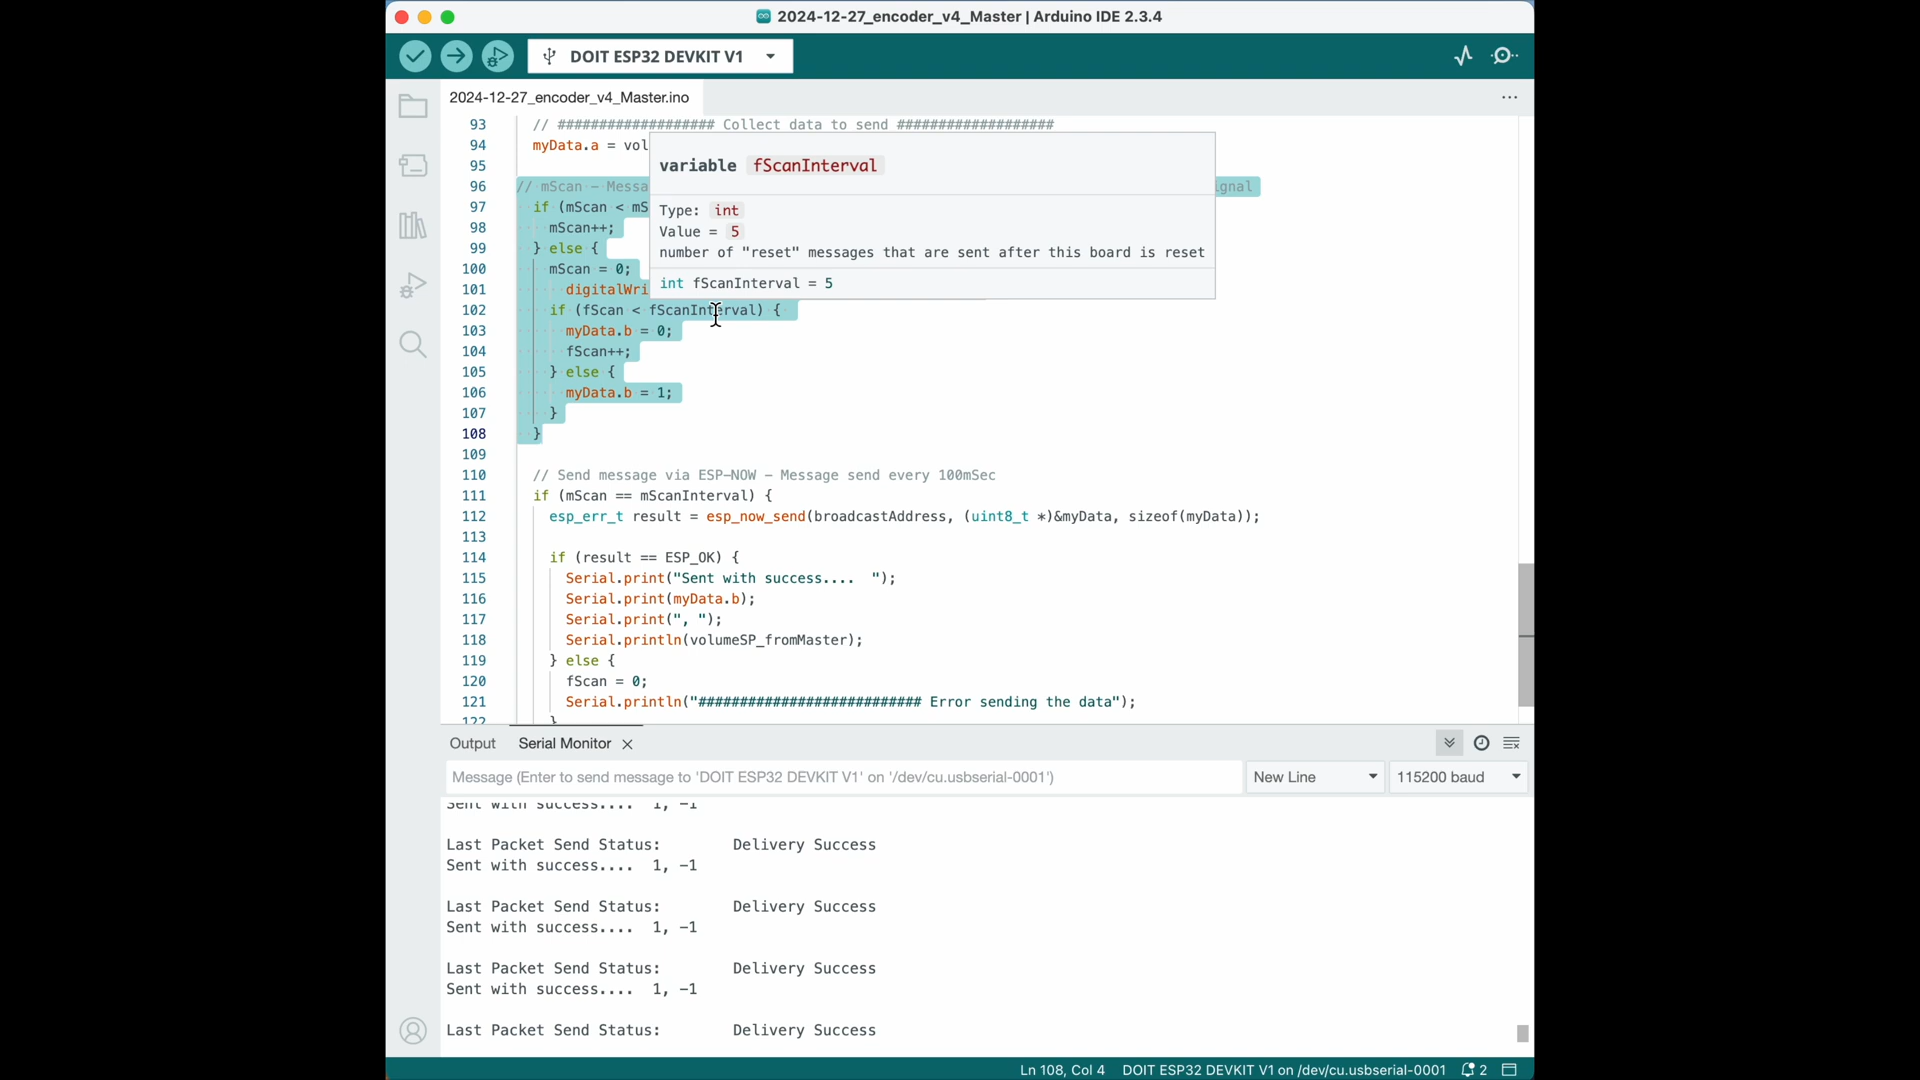 2024-12-27_encoder_v4_Master | Arduino IDE 2.3.4
DOIT ESP32 DEVKIT V1
2024-12-27_encoder_v4_Master.ino
93 // ################### Collect data to send ###################
94 myData.a = vol
95
96 // mScan - Messa ignal
97 if (mScan < mS
98 mScan++;
99 } else {
100 mScan = 0;
101 digitalWri
102 if (fScan < fScanInterval) {
103 myData.b = 0;
104 fScan++;
105 } else {
106 myData.b = 1;
107 }
108 }
109
110 // Send message via ESP-NOW - Message send every 100mSec
111 if (mScan == mScanInterval) {
112 esp_err_t result = esp_now_send(broadcastAddress, (uint8_t *)&myData, sizeof(myData));
113
114 if (result == ESP_OK) {
115 Serial.print("Sent with success....  ");
116 Serial.print(myData.b);
117 Serial.print(", ");
118 Serial.println(volumeSP_fromMaster);
119 } else {
120 fScan = 0;
121 Serial.println("########################### Error sending the data");
122 }
variable fScanInterval
Type: int
Value = 5
number of "reset" messages that are sent after this board is reset
int fScanInterval = 5
Output Serial Monitor
Message (Enter to send message to 'DOIT ESP32 DEVKIT V1' on '/dev/cu.usbserial-0001') New Line 115200 baud
Sent with success.... 1, -1
Last Packet Send Status: Delivery Success
Sent with success.... 1, -1
Last Packet Send Status: Delivery Success
Sent with success.... 1, -1
Last Packet Send Status: Delivery Success
Sent with success.... 1, -1
Last Packet Send Status: Delivery Success
Ln 108, Col 4 DOIT ESP32 DEVKIT V1 on /dev/cu.usbserial-0001 2